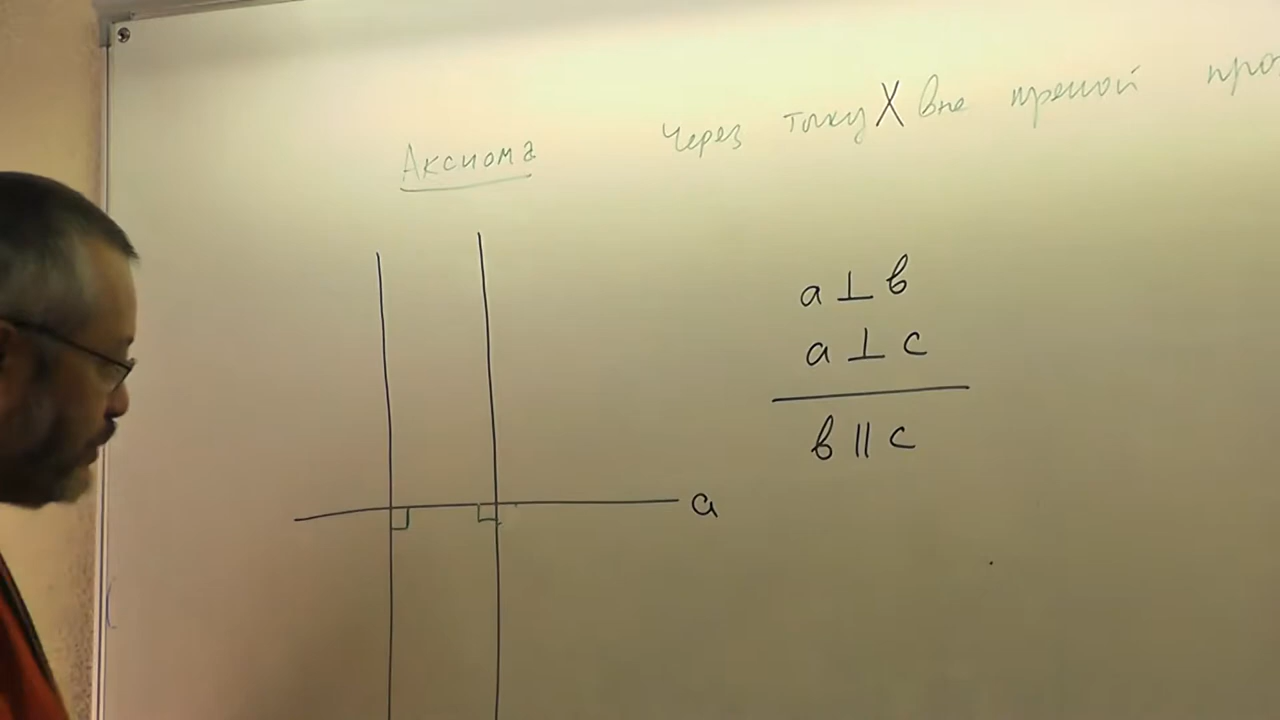 Через точку X вне прямой про
Аксиома
a ⊥ в
a ⊥ c
в || c
a